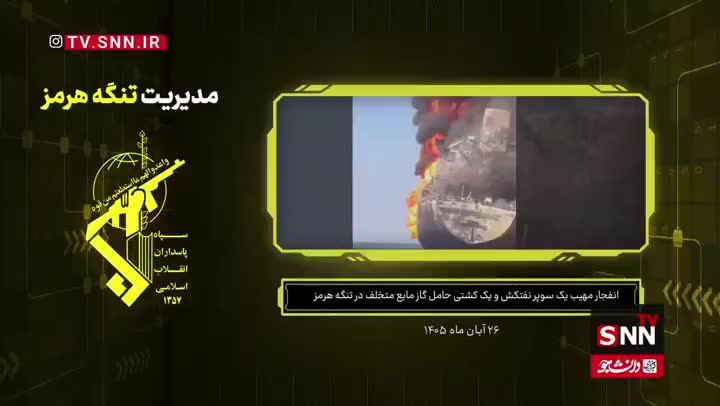 TV.SNN.IR
مدیریت تنگه هرمز
واعدوا لهم ما استطعتم من قوة
سپاه
پاسداران
انقلاب
اسلامی
۱۳۵۷
انفجار مهیب یک سوپر نفتکش و یک کشتی حامل گاز مایع متخلف در تنگه هرمز
۲۶ آبان ماه ۱۴۰۵
SNN TV
دانشجو